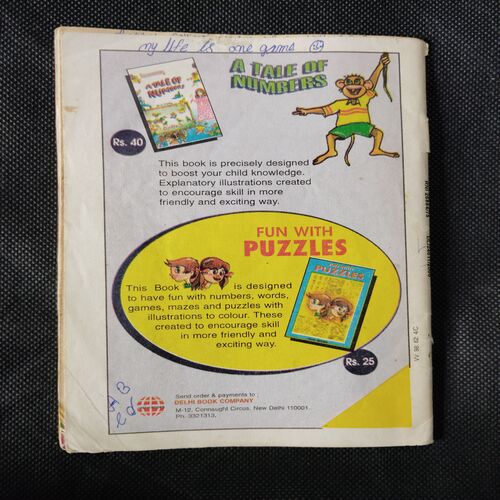 my life is one game
A TALE OF
NUMBERS
A TALE OF
NUMBERS
Rs. 40
This book is precisely designed
to boost your child knowledge.
Explanatory illustrations created
to encourage skill in more
friendly and exciting way.
FUN WITH
PUZZLES
This Book is designed
to have fun with numbers, words,
games, mazes and puzzles with
illustrations to colour. These
created to encourage skill
in more friendly and
exciting way.
FUN WITH
PUZZLES
Rs. 25
Send order & payments to :
DELHI BOOK COMPANY
M-12, Connaught Circus, New Delhi 110001
Ph. 3321313,